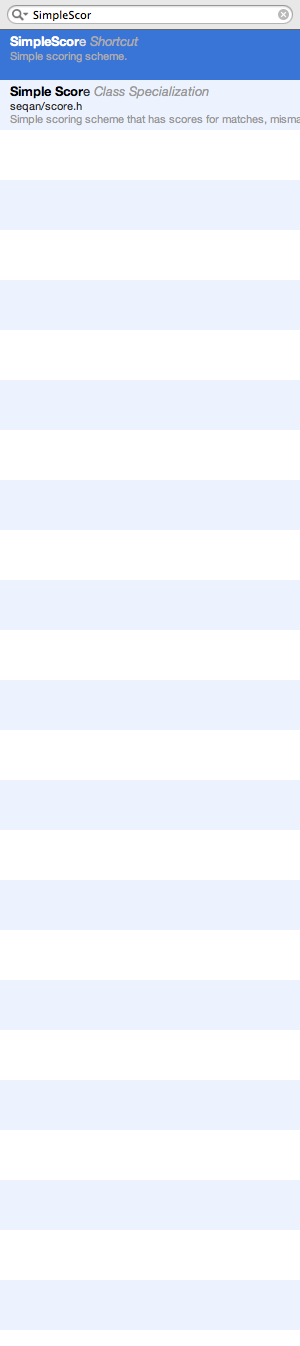 SimpleScor
SimpleScore Shortcut
Simple scoring scheme.
Simple Score Class Specialization
seqan/score.h
Simple scoring scheme that has scores for matches, misma